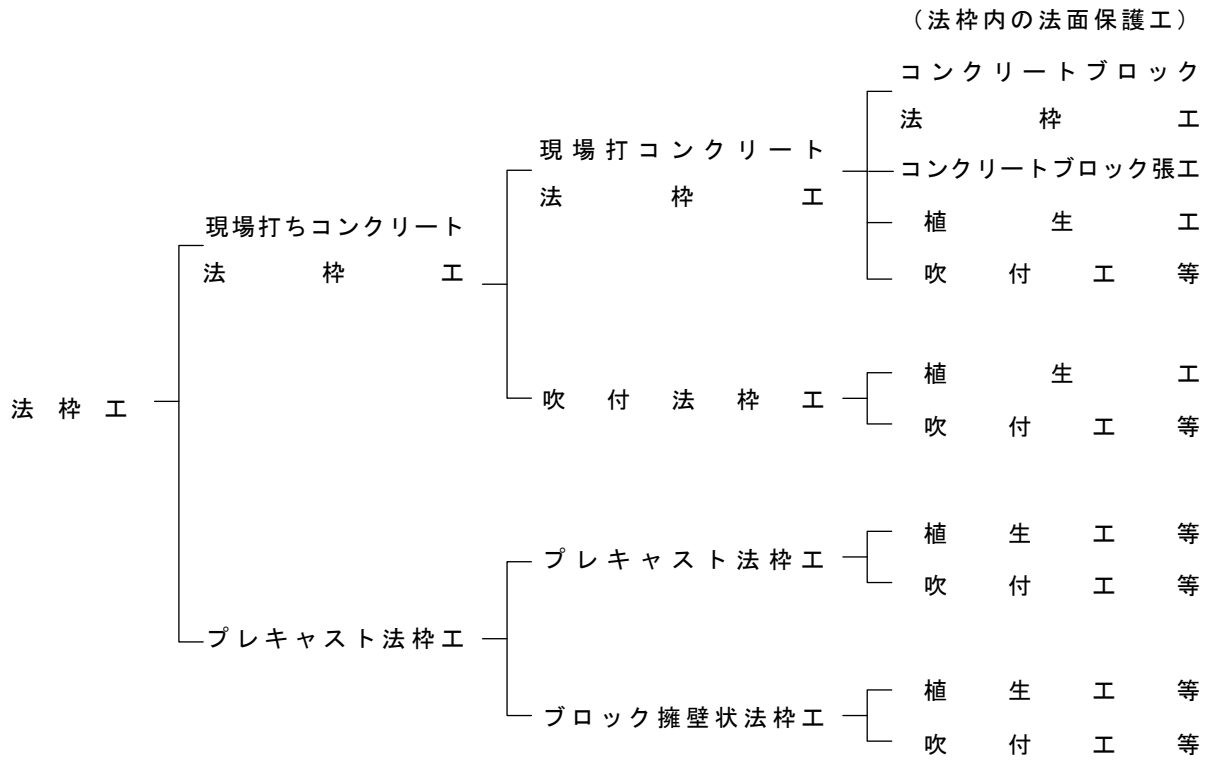 （法枠内の法面保護工）
コンクリートブロック
法枠工
現場打コンクリート
法枠工
コンクリートブロック張工
植生工
吹付工等
現場打ちコンクリート
法枠工
吹付法枠工
植生工
吹付工等
法枠工
プレキャスト法枠工
植生工等
吹付工等
プレキャスト法枠工
ブロック擁壁状法枠工
植生工等
吹付工等